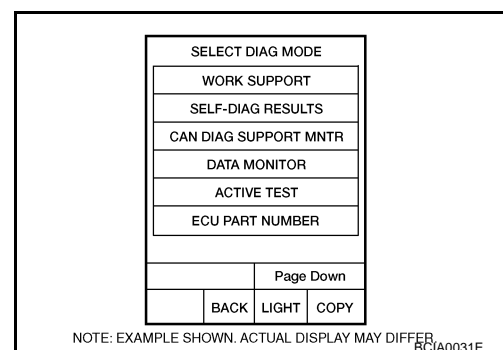 SELECT DIAG MODE
WORK SUPPORT
SELF-DIAG RESULTS
CAN DIAG SUPPORT MNTR
DATA MONITOR
ACTIVE TEST
ECU PART NUMBER
Page Down
BACK LIGHT COPY
NOTE: EXAMPLE SHOWN. ACTUAL DISPLAY MAY DIFFER.
BCIA0031E